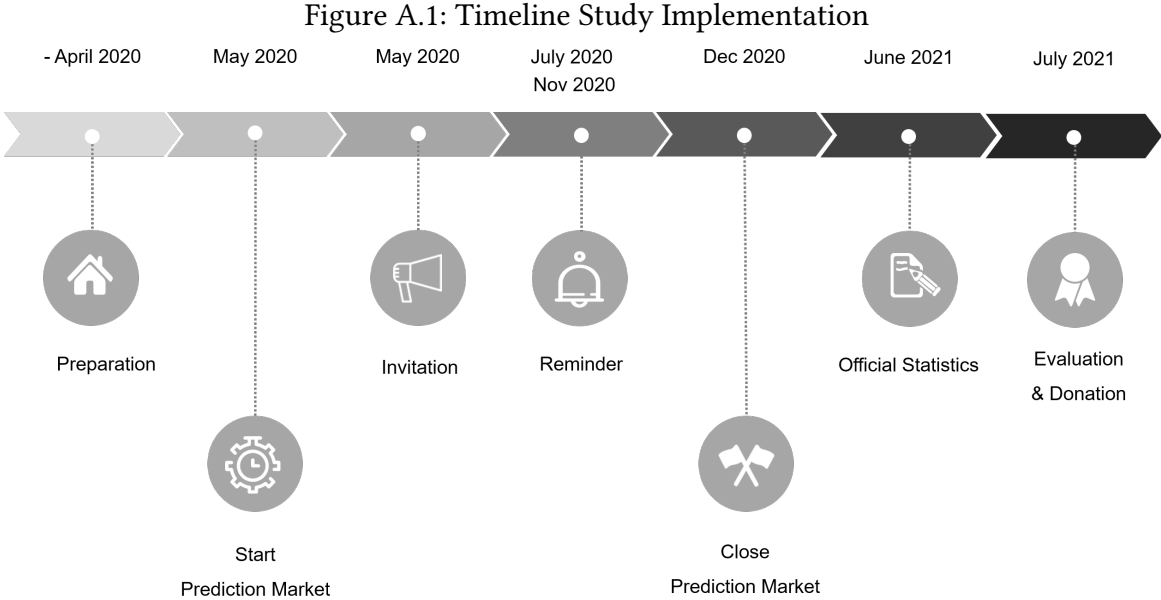 Figure A.1: Timeline Study Implementation
- April 2020
May 2020
May 2020
July 2020
Nov 2020
Dec 2020
June 2021
July 2021
Preparation
Invitation
Reminder
Official Statistics
Evaluation
& Donation
Start
Prediction Market
Close
Prediction Market